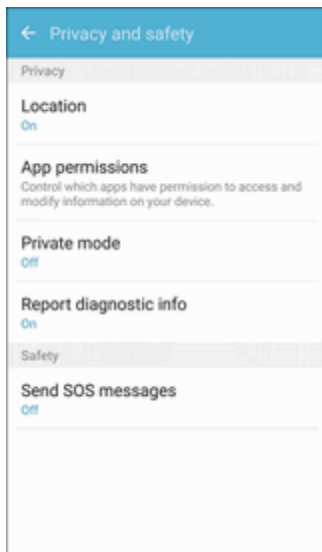 Privacy and safety
Privacy
Location
On
App permissions
Control which apps have permission to access and
modify information on your device.
Private mode
Off
Report diagnostic info
On
Safety
Send SOS messages
Off